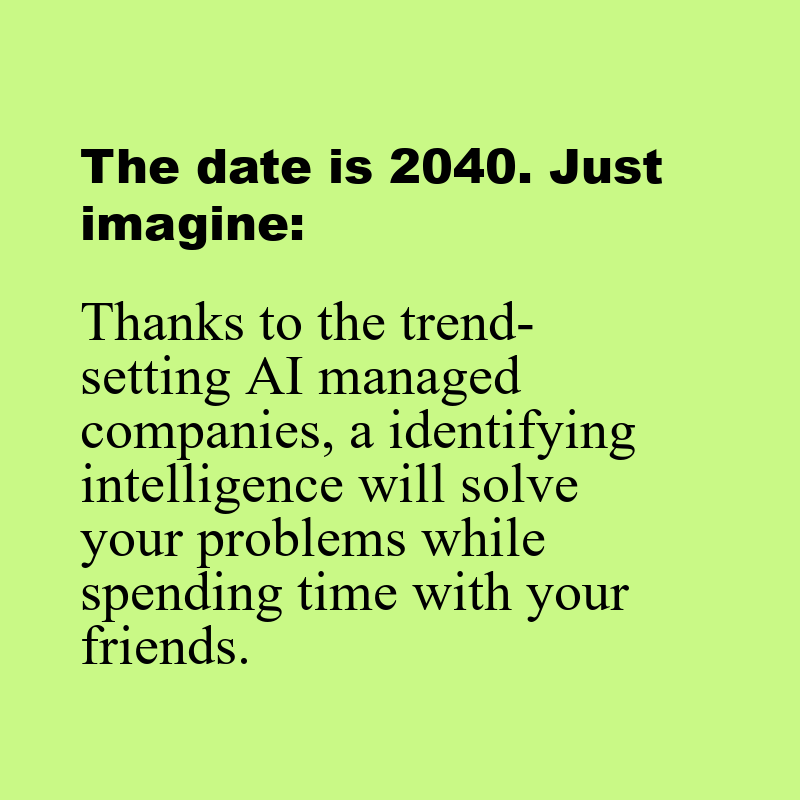 The date is 2040. Just
imagine:
Thanks to the trend-
setting AI managed
companies, a identifying
intelligence will solve
your problems while
spending time with your
friends.